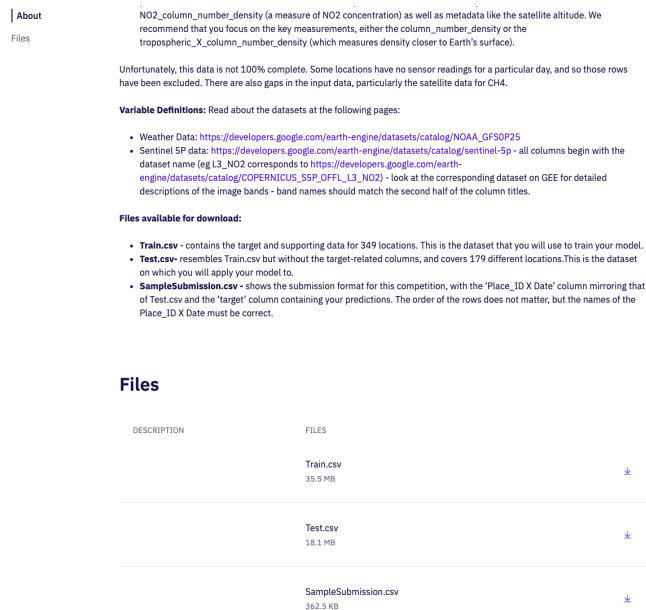 About
Files
NO2_column_number_density (a measure of NO2 concentration) as well as metadata like the satellite altitude. We
recommend that you focus on the key measurements, either the column_number_density or the
tropospheric_X_column_number_density (which measures density closer to Earth's surface).
Unfortunately, this data is not 100% complete. Some locations have no sensor readings for a particular day, and so those rows
have been excluded. There are also gaps in the input data, particularly the satellite data for CH4.
Variable Definitions: Read about the datasets at the following pages:
• Weather Data: https://developers.google.com/earth-engine/datasets/catalog/NOAA_GFS0P25
• Sentinel 5P data: https://developers.google.com/earth-engine/datasets/catalog/sentinel-5p - all columns begin with the
dataset name (eg L3_NO2 corresponds to https://developers.google.com/earth-
engine/datasets/catalog/COPERNICUS_S5P_OFFL_L3_NO2) - look at the corresponding dataset on GEE for detailed
descriptions of the image bands - band names should match the second half of the column titles.
Files available for download:
• Train.csv - contains the target and supporting data for 349 locations. This is the dataset that you will use to train your model.
• Test.csv- resembles Train.csv but without the target-related columns, and covers 179 different locations.This is the dataset
on which you will apply your model to.
• SampleSubmission.csv - shows the submission format for this competition, with the 'Place_ID X Date' column mirroring that
of Test.csv and the 'target' column containing your predictions. The order of the rows does not matter, but the names of the
Place_ID X Date must be correct.
Files
DESCRIPTION FILES
Train.csv
35.5 MB
Test.csv
18.1 MB
SampleSubmission.csv
362.5 KB